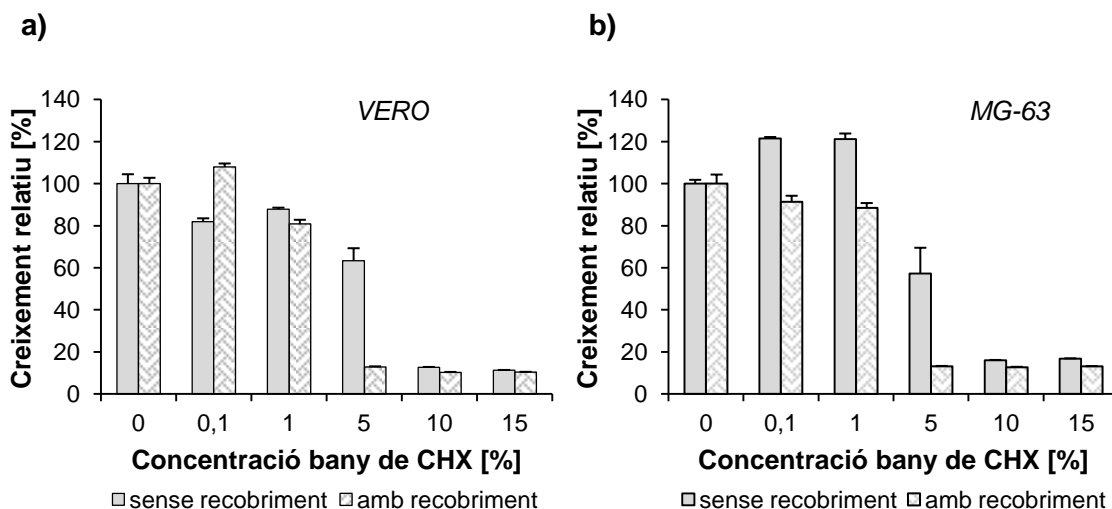 a)
VERO
Creixement relatiu [%]
140
120
100
80
60
40
20
0
0 0,1 1 5 10 15
Concentració bany de CHX [%]
sense recobriment amb recobriment
b)
MG-63
Creixement relatiu [%]
140
120
100
80
60
40
20
0
0 0,1 1 5 10 15
Concentració bany de CHX [%]
sense recobriment amb recobriment